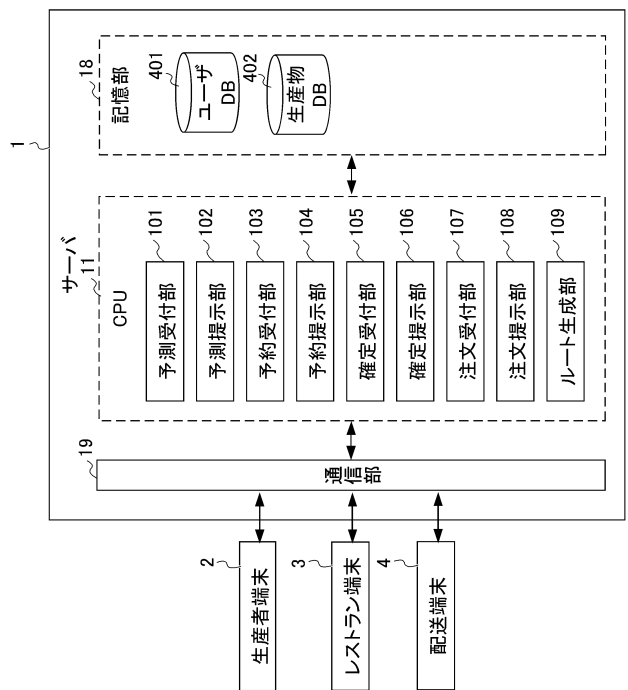 1
サーバ
11
CPU
予測受付部
101
予測提示部
102
予約受付部
103
予約提示部
104
確定受付部
105
確定提示部
106
注文受付部
107
注文提示部
108
ルート生成部
109
18
記憶部
401
ユーザ
DB
402
生産物
DB
19
通信部
2
生産者端末
3
レストラン端末
4
配送端末